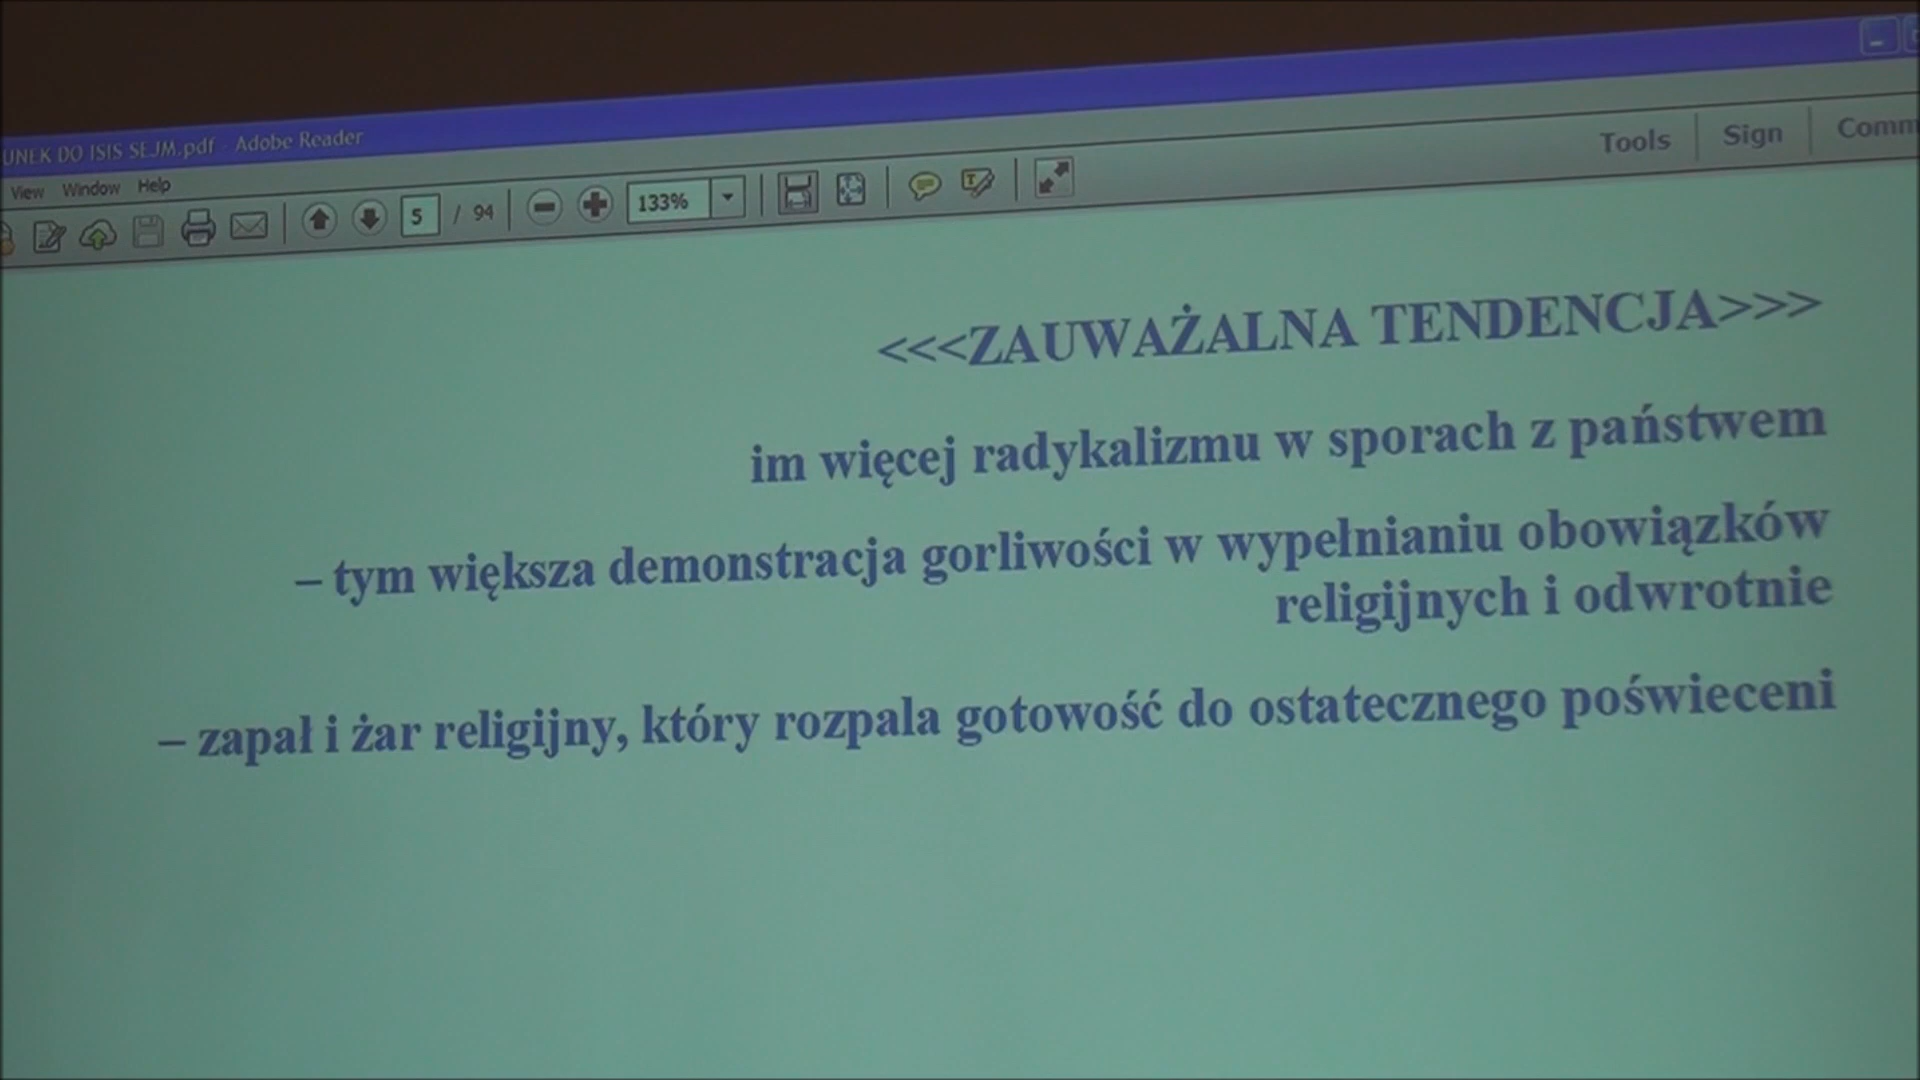 UNEK DO ISIS SEJM.pdf - Adobe Reader
View Window Help
Tools Sign Comm
5 / 94 133%
<<<ZAUWAŻALNA TENDENCJA>>>
im więcej radykalizmu w sporach z państwem
– tym większa demonstracja gorliwości w wypełnianiu obowiązków
religijnych i odwrotnie
– zapał i żar religijny, który rozpala gotowość do ostatecznego poświeceni